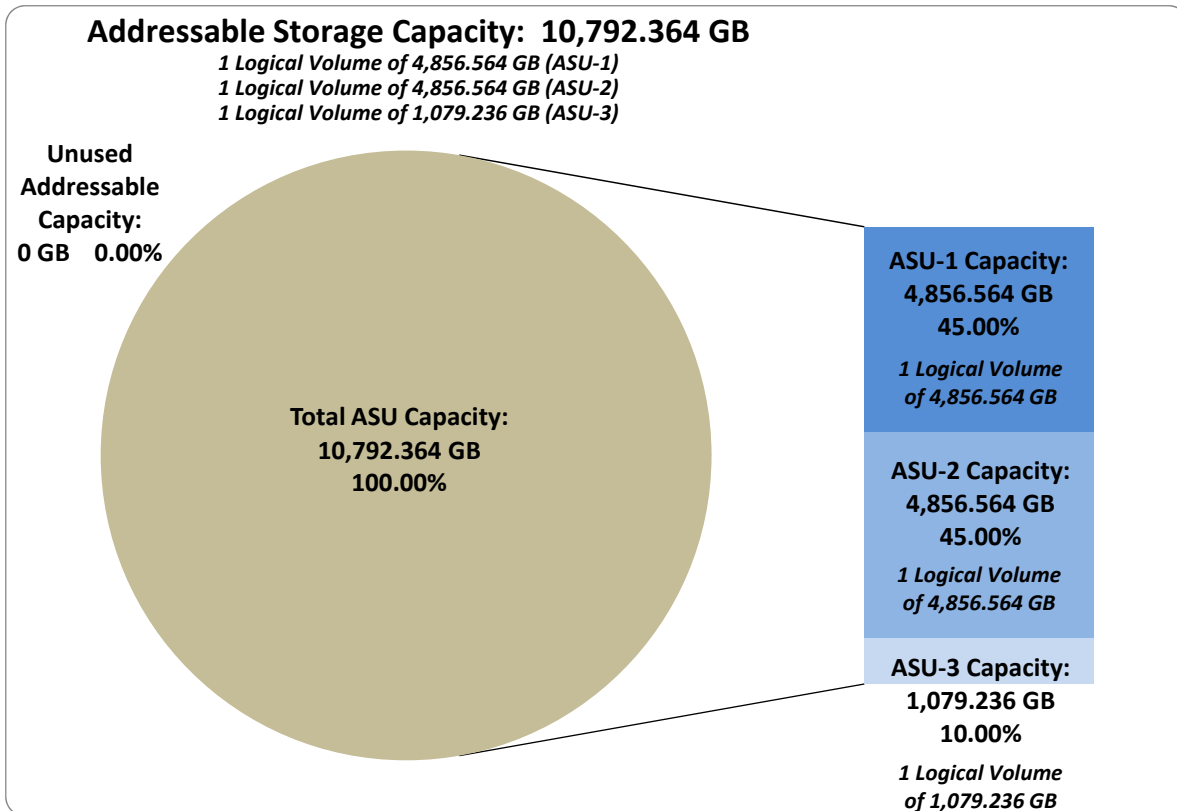 Addressable Storage Capacity: 10,792.364 GB
1 Logical Volume of 4,856.564 GB (ASU-1)
1 Logical Volume of 4,856.564 GB (ASU-2)
1 Logical Volume of 1,079.236 GB (ASU-3)
Unused
Addressable
Capacity:
0 GB 0.00%
Total ASU Capacity:
10,792.364 GB
100.00%
ASU-1 Capacity:
4,856.564 GB
45.00%
1 Logical Volume
of 4,856.564 GB
ASU-2 Capacity:
4,856.564 GB
45.00%
1 Logical Volume
of 4,856.564 GB
ASU-3 Capacity:
1,079.236 GB
10.00%
1 Logical Volume
of 1,079.236 GB